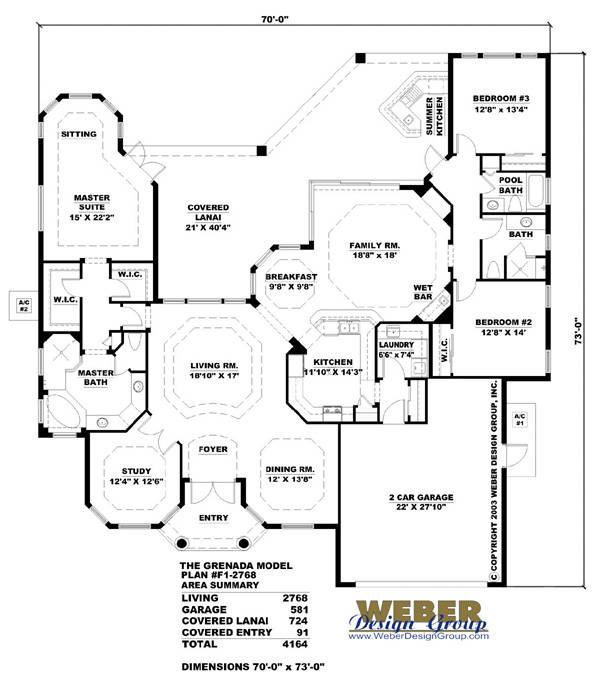 70'-0"
BEDROOM #3
12'8" x 13'4"
SUMMER
KITCHEN
SITTING
POOL
BATH
MASTER
SUITE
15' X 22'2"
COVERED
LANAI
21' X 40'4"
BATH
FAMILY RM.
18'8" x 18'
BREAKFAST
9'8" X 9'8"
W.I.C.
W.I.C.
WET
BAR
A/C
#2
BEDROOM #2
12'8" X 14'
73'-0"
LIVING RM.
18'10" X 17'
KITCHEN
11'10" X 14'3"
LAUNDRY
6'6" x 7'4"
W.I.C.
MASTER
BATH
A/C
#1
FOYER
STUDY
12'4" X 12'6"
DINING RM.
12' X 13'8"
2 CAR GARAGE
22' X 27'10"
© COPYRIGHT 2003 WEBER DESIGN GROUP, INC.
ENTRY
THE GRENADA MODEL
PLAN #F1-2768
AREA SUMMARY
LIVING 2768
GARAGE 581
COVERED LANAI 724
COVERED ENTRY 91
TOTAL 4164
DIMENSIONS 70'-0" x 73'-0"
WEBER
Design Group
www.WeberDesignGroup.com